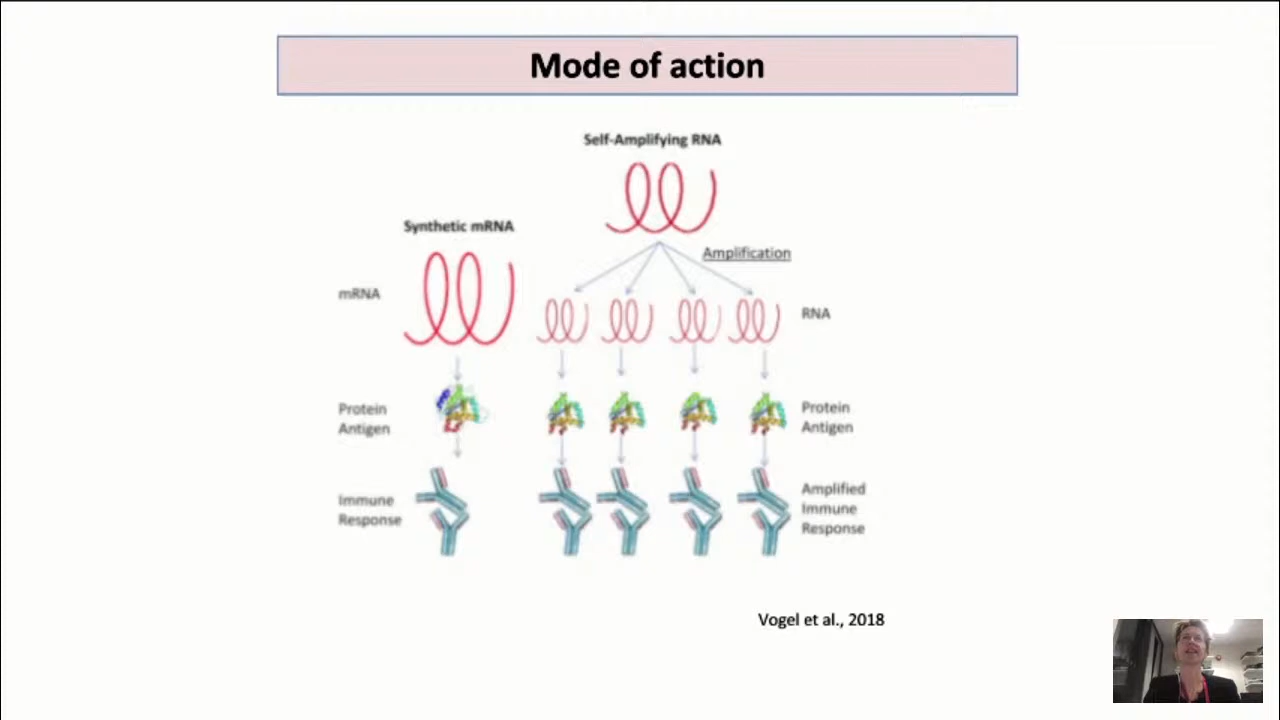 Mode of action
Self-Amplifying RNA
Synthetic mRNA
Amplification
mRNA
RNA
Protein
Antigen
Protein
Antigen
Immune
Response
Amplified
Immune
Response
Vogel et al., 2018